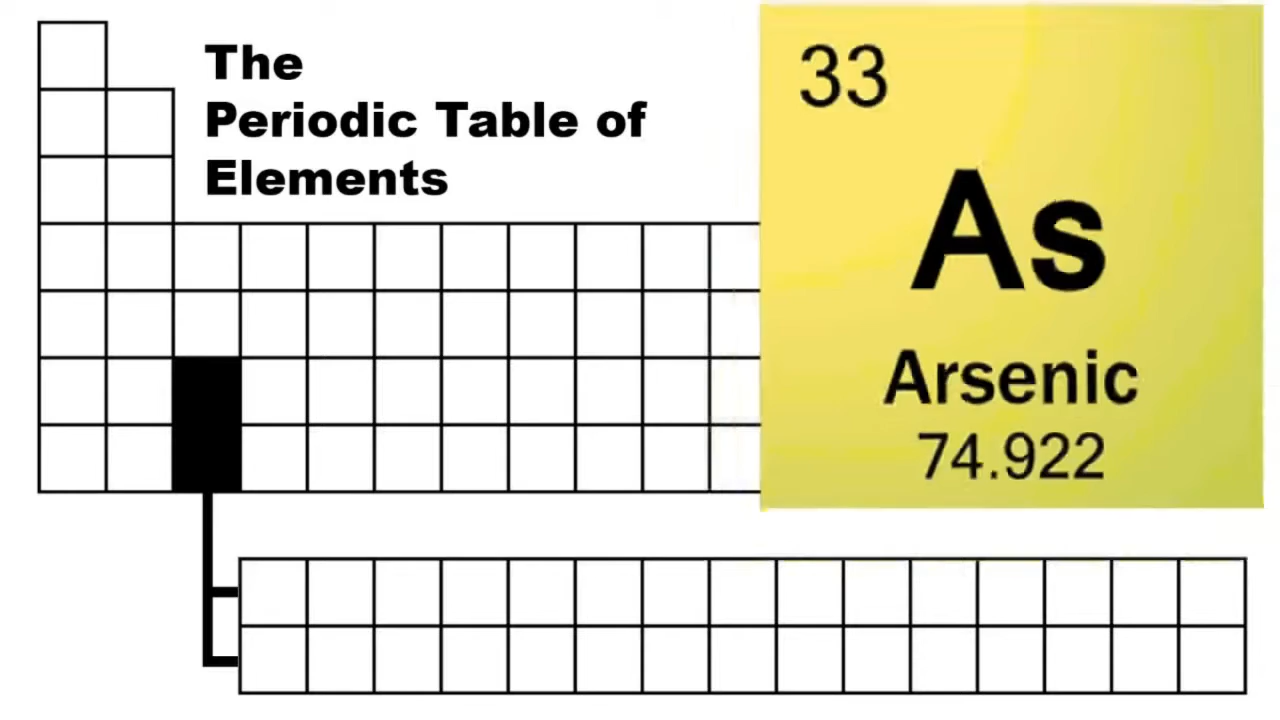 The
Periodic Table of
Elements
33
As
Arsenic
74.922